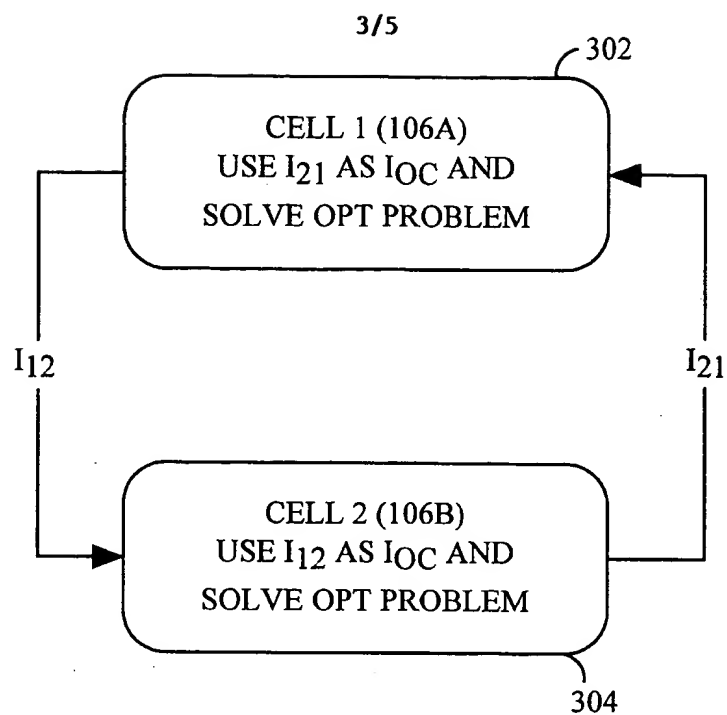 3/5
302
CELL 1 (106A)
USE I21 AS IOC AND
SOLVE OPT PROBLEM
I12
I21
CELL 2 (106B)
USE I12 AS IOC AND
SOLVE OPT PROBLEM
304